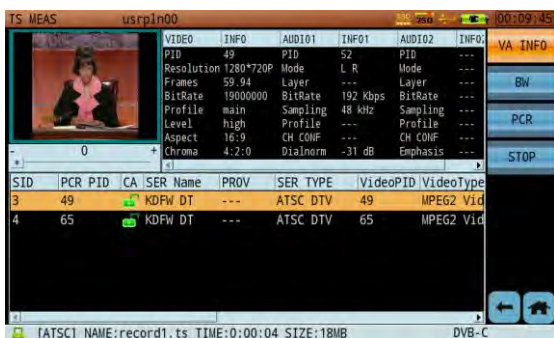 TS MEAS usrpln00 00:09:45
VIDEO INFO AUDIO1 INFO1 AUDIO2 INFO2
PID 49 PID 52 PID ---
Resolution 1280*720P Mode L R Mode ---
Frames 59.94 Layer --- Layer ---
BitRate 19000000 BitRate 192 Kbps BitRate ---
Profile main Sampling 48 kHz Sampling ---
Level high Profile --- Profile ---
Aspect 16:9 CH CONF --- CH CONF ---
Chroma 4:2:0 Dialnorm -31 dB Emphasis ---
- 0 +
VA INFO
BW
PCR
STOP
SID PCR PID CA SER Name PROV SER TYPE VideoPID VideoType
3 49 KDFW DT --- ATSC DTV 49 MPEG2 Vid
4 65 KDFW DT --- ATSC DTV 65 MPEG2 Vid
[ATSC] NAME:record1.ts TIME:0:00:04 SIZE:18MB DVB-C